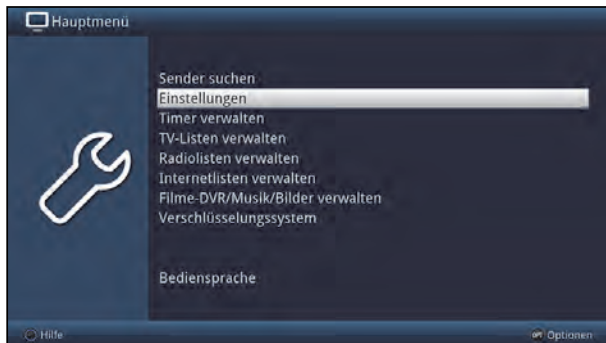 Hauptmenü
Sender suchen
Einstellungen
Timer verwalten
TV-Listen verwalten
Radiolisten verwalten
Internetlisten verwalten
Filme-DVR/Musik/Bilder verwalten
Verschlüsselungssystem
Bediensprache
Hilfe
OPT Optionen